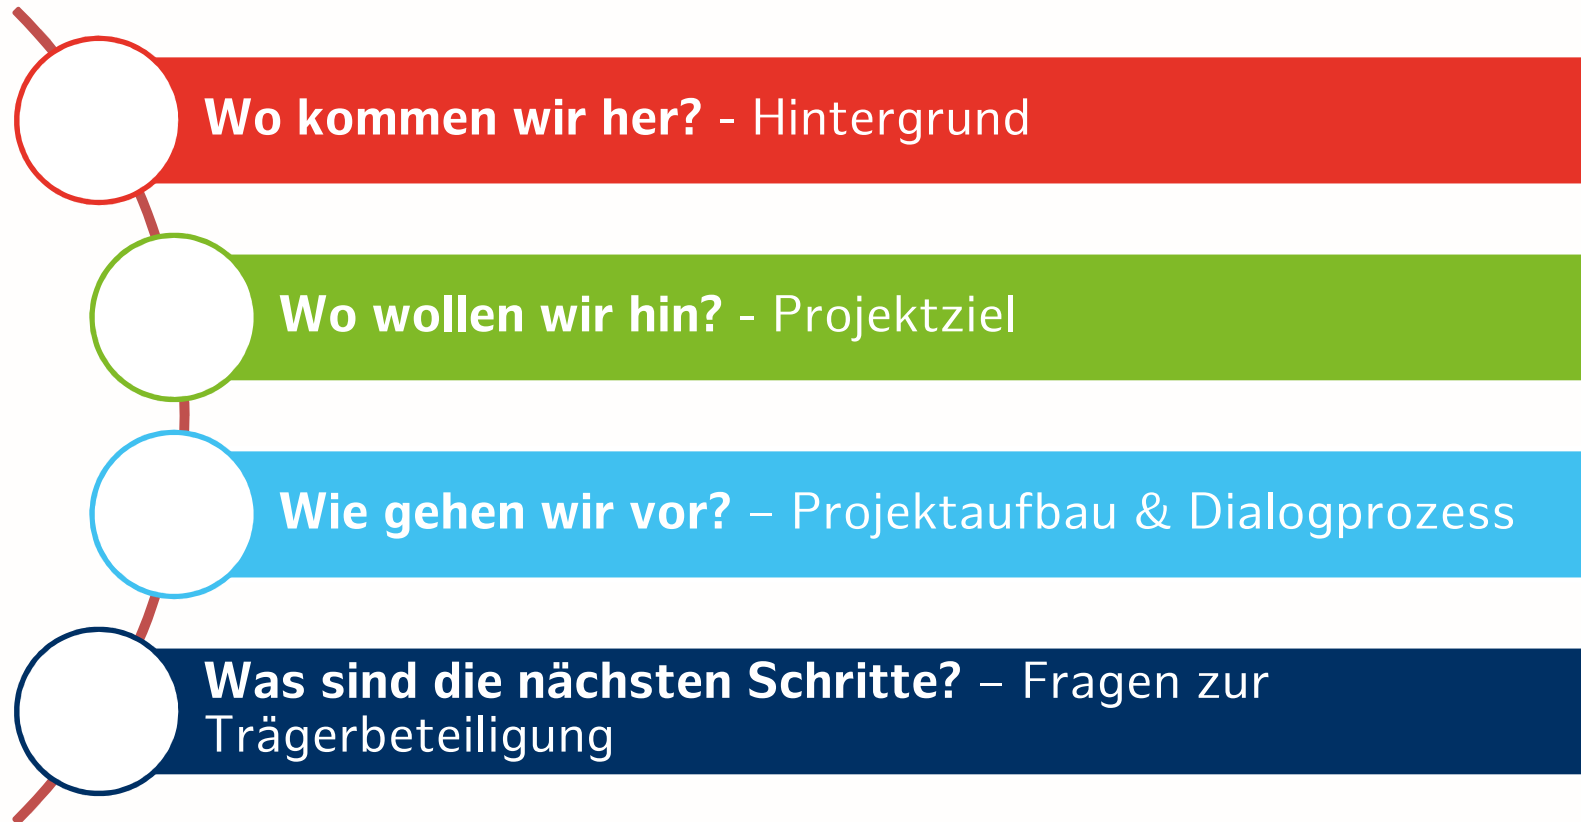 Wo kommen wir her? - Hintergrund
Wo wollen wir hin? - Projektziel
Wie gehen wir vor? – Projektaufbau & Dialogprozess
Was sind die nächsten Schritte? – Fragen zur
Trägerbeteiligung